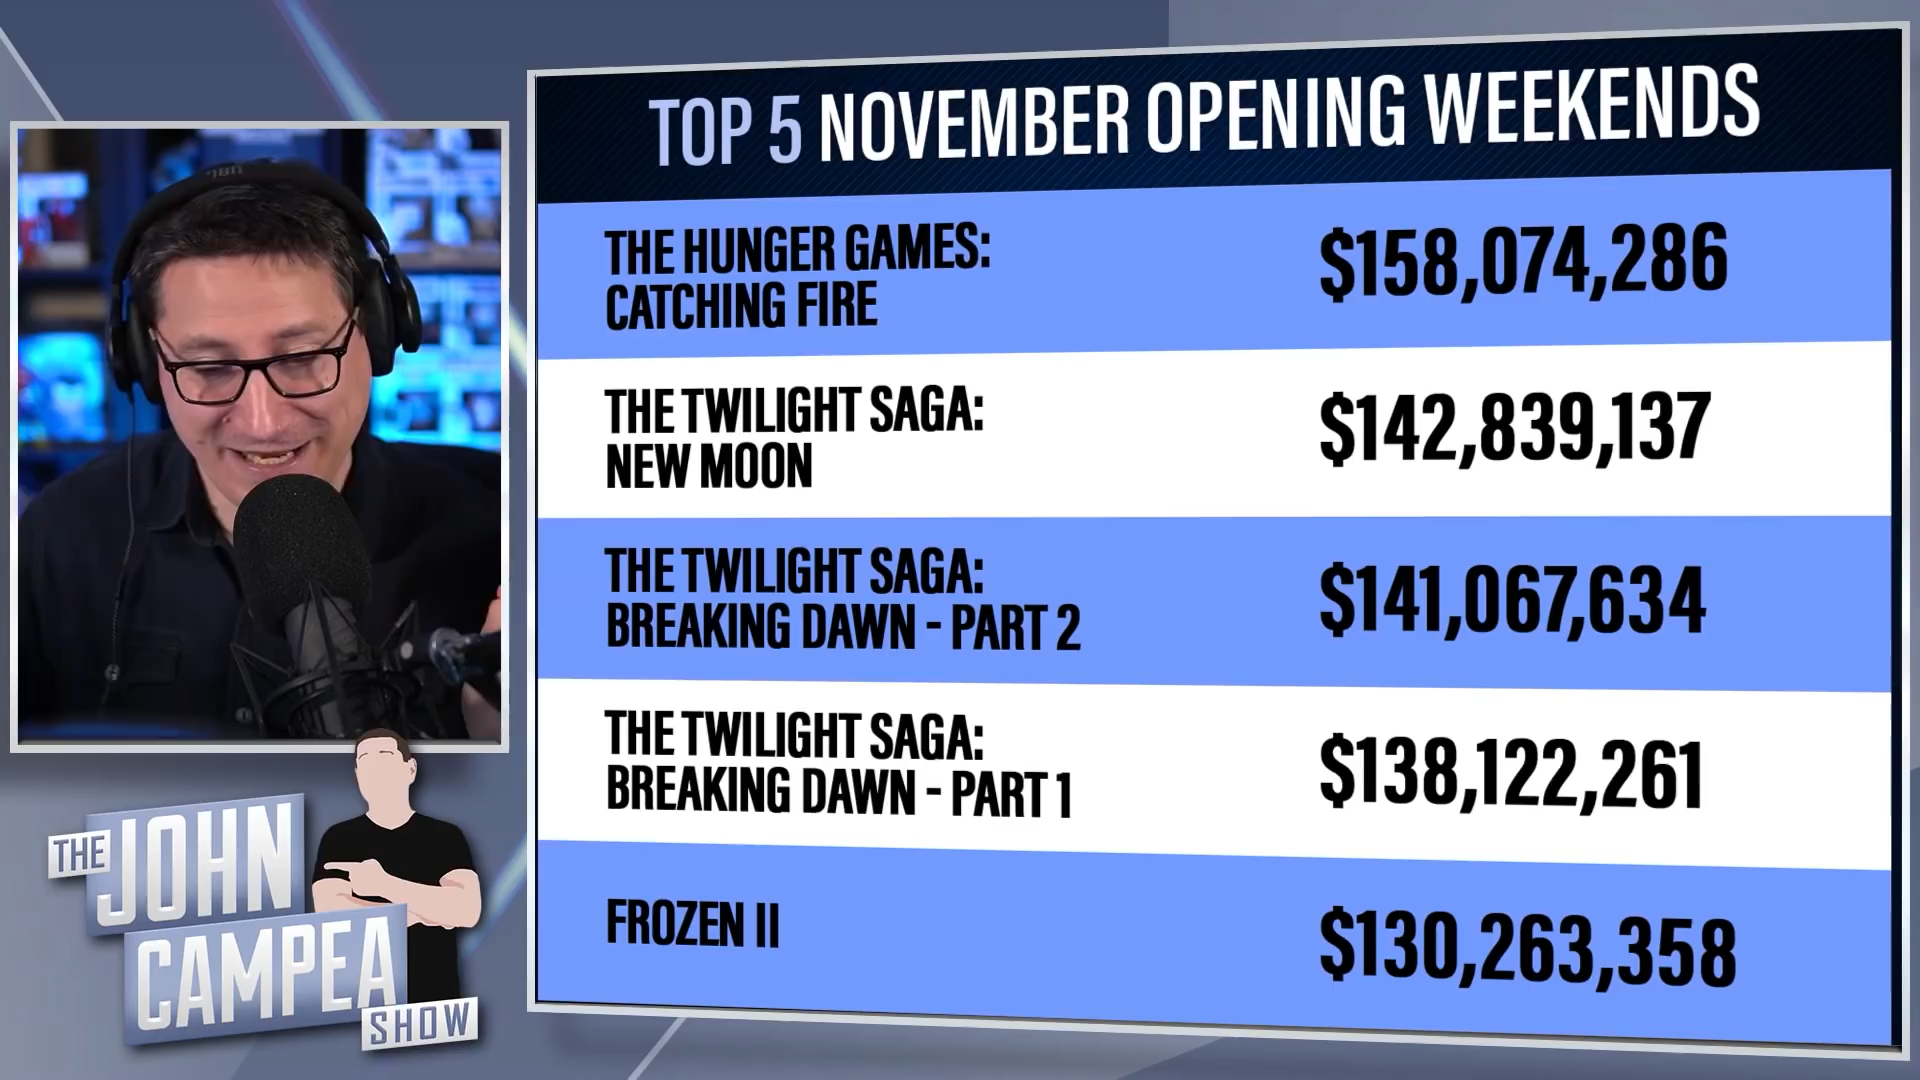 TOP 5 NOVEMBER OPENING WEEKENDS
THE HUNGER GAMES:
CATCHING FIRE
$158,074,286
THE TWILIGHT SAGA:
NEW MOON
$142,839,137
THE TWILIGHT SAGA:
BREAKING DAWN - PART 2
$141,067,634
THE TWILIGHT SAGA:
BREAKING DAWN - PART 1
$138,122,261
FROZEN II
$130,263,358
THE
JOHN
CAMPEA
SHOW